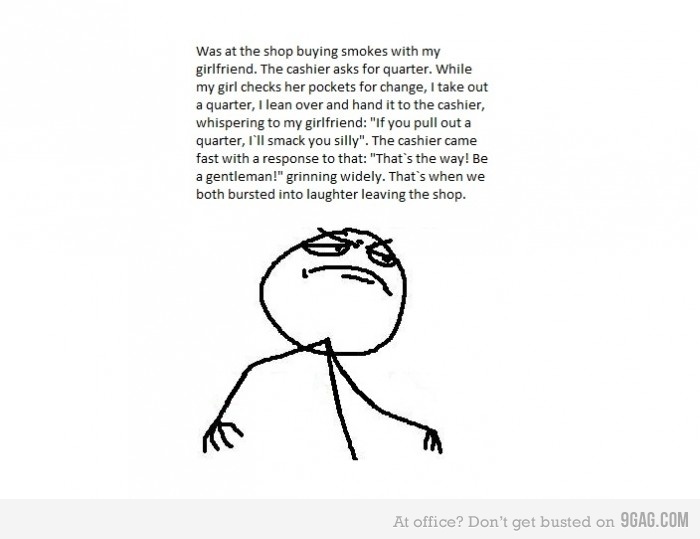 Was at the shop buying smokes with my
girlfriend. The cashier asks for quarter. While
my girl checks her pockets for change, I take out
a quarter, I lean over and hand it to the cashier,
whispering to my girlfriend: "If you pull out a
quarter, I`ll smack you silly". The cashier came
fast with a response to that: "That`s the way! Be
a gentleman!" grinning widely. That`s when we
both bursted into laughter leaving the shop.
At office? Don't get busted on 9GAG.COM